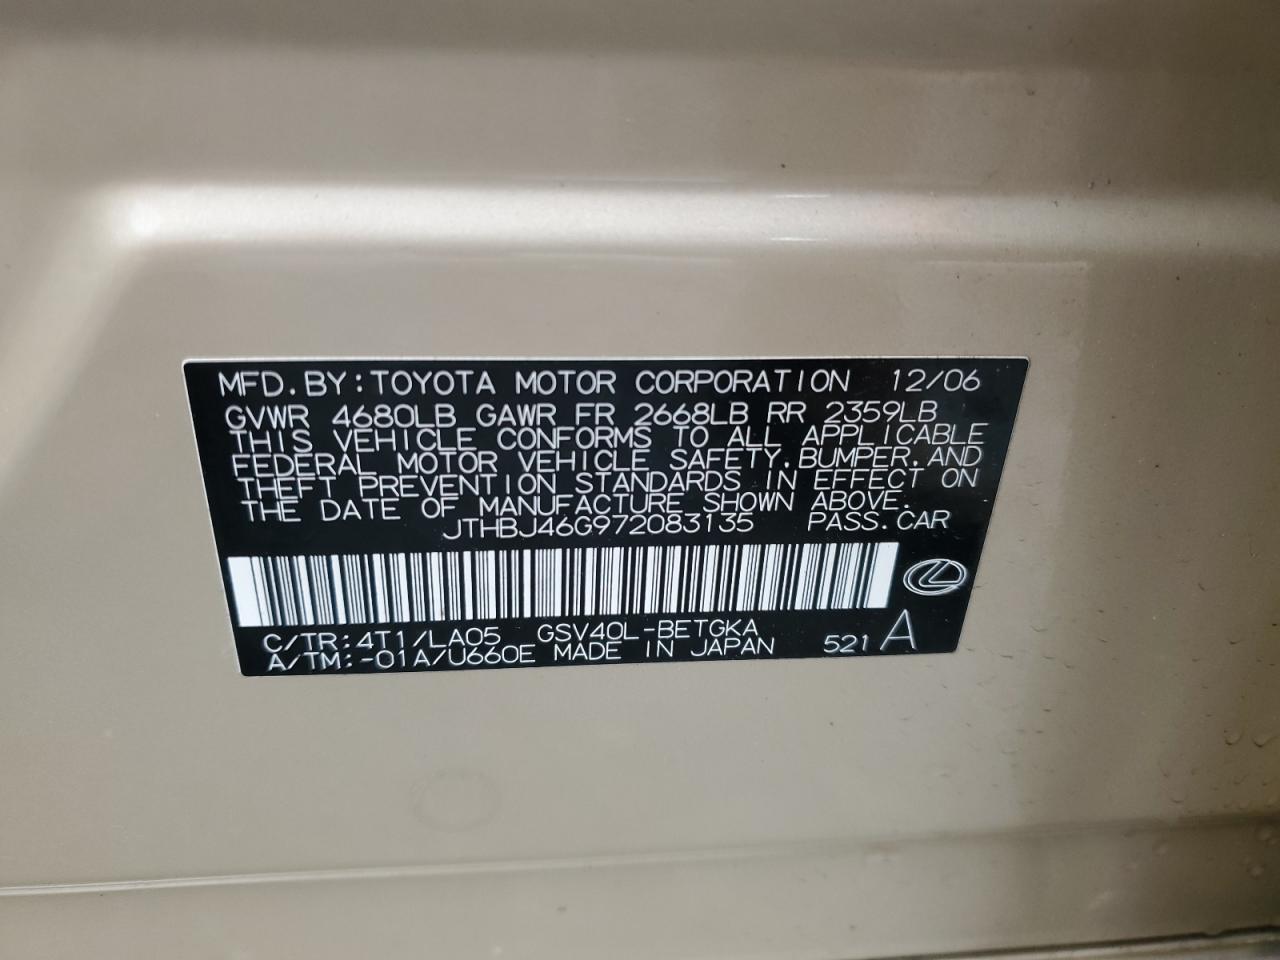 MFD. BY: TOYOTA MOTOR CORPORATION 12/06
GVWR 4680LB GAWR FR 2668LB RR 2359LB
THIS VEHICLE CONFORMS TO ALL APPLICABLE
FEDERAL MOTOR VEHICLE SAFETY, BUMPER, AND
THEFT PREVENTION STANDARDS IN EFFECT ON
THE DATE OF MANUFACTURE SHOWN ABOVE.
JTHBJ46G972083135 PASS. CAR
C/TR: 4T1/LA05 GSV40L-BETGKA
A/TM: -01A/U660E MADE IN JAPAN 521 A